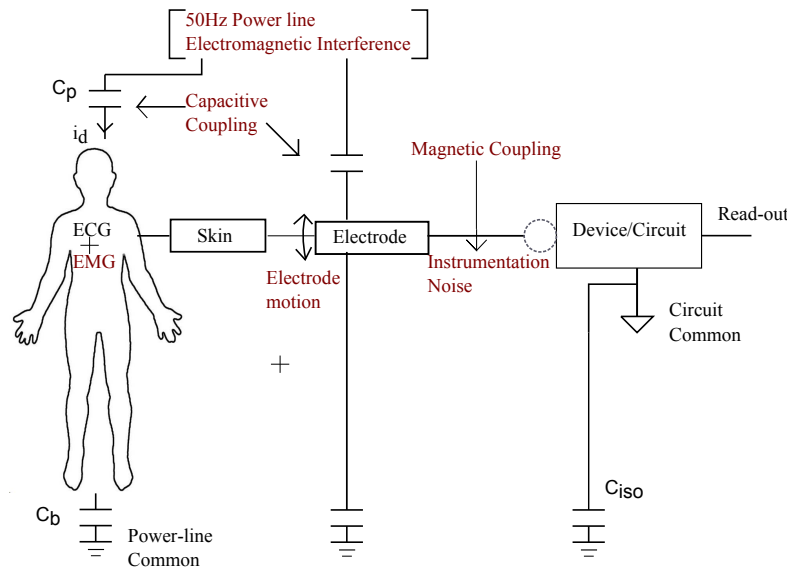 50Hz Power line
Electromagnetic Interference
Cp
Capacitive
Coupling
id
Magnetic Coupling
ECG
+
EMG
Skin
Electrode
Device/Circuit
Read-out
Electrode
motion
Instrumentation
Noise
Circuit
Common
+
Cb
Power-line
Common
Ciso